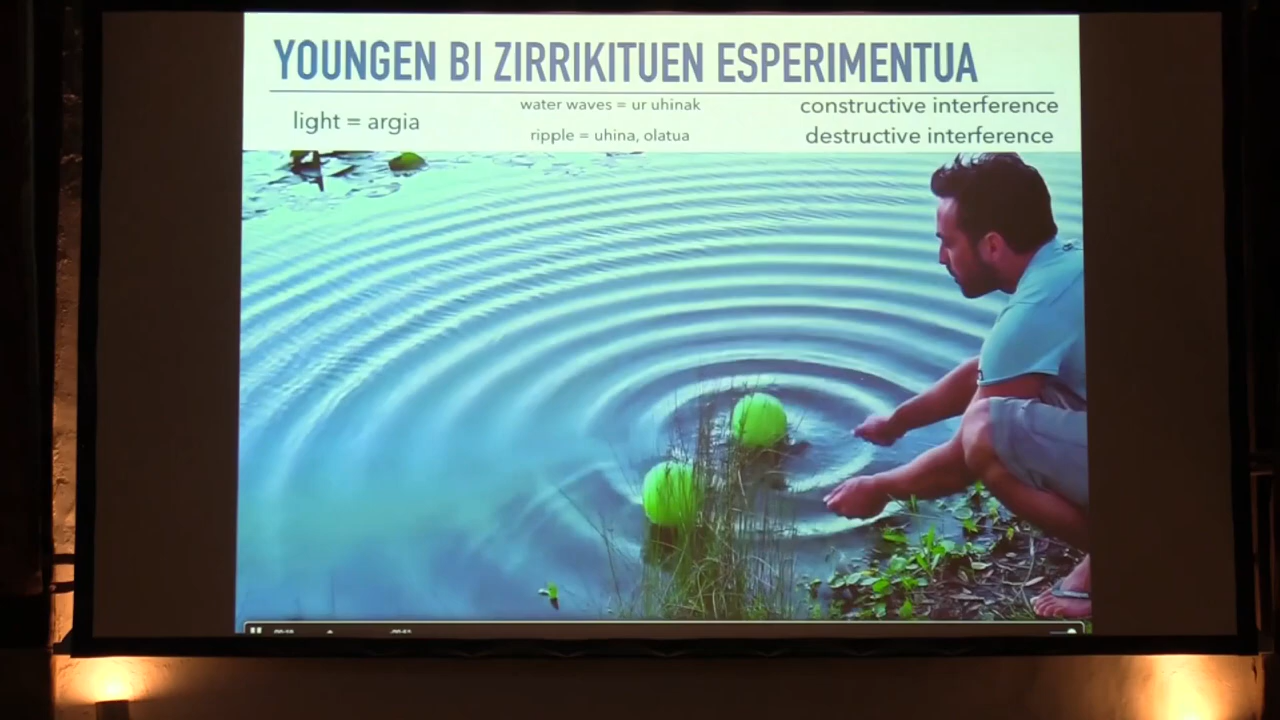 YOUNGEN BI ZIRRIKITUEN ESPERIMENTUA
light = argia
water waves = ur uhinak
ripple = uhina, olatua
constructive interference
destructive interference